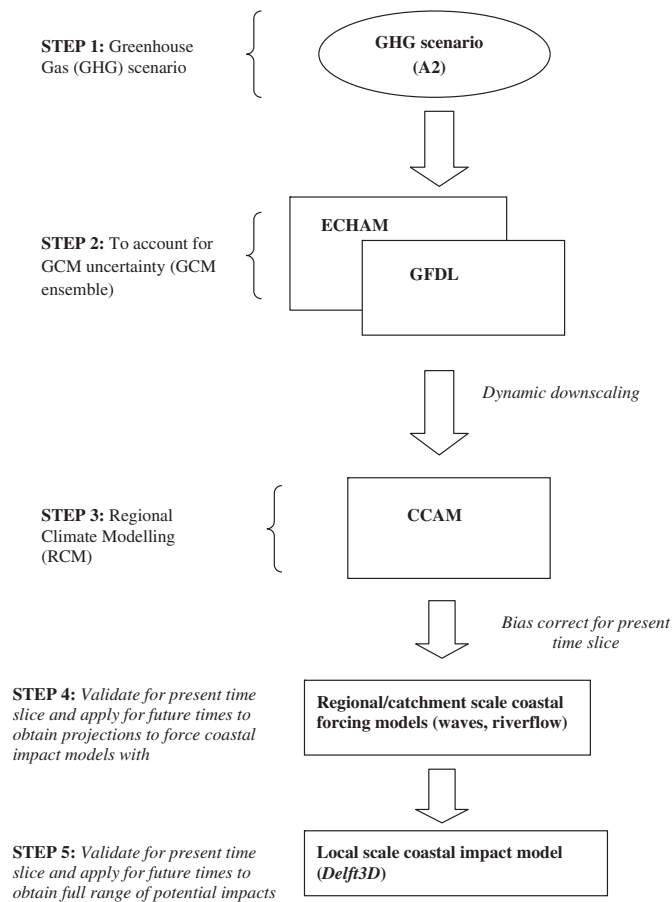 STEP 1: Greenhouse
Gas (GHG) scenario
GHG scenario
(A2)
STEP 2: To account for
GCM uncertainty (GCM
ensemble)
ECHAM
GFDL
Dynamic downscaling
STEP 3: Regional
Climate Modelling
(RCM)
CCAM
Bias correct for present
time slice
STEP 4: Validate for present time
slice and apply for future times to
obtain projections to force coastal
impact models with
Regional/catchment scale coastal
forcing models (waves, riverflow)
STEP 5: Validate for present time
slice and apply for future times to
obtain full range of potential impacts
Local scale coastal impact model
(Delft3D)